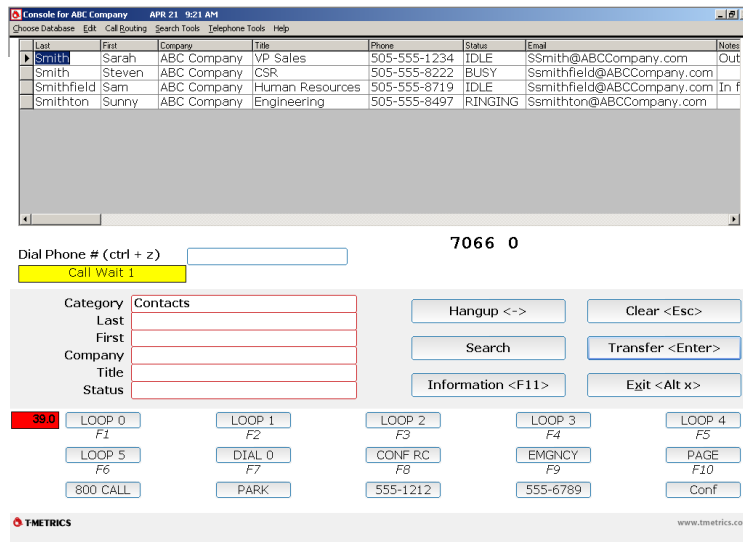 Console for ABC Company APR 21 9:21 AM
Choose Database Edit Call Routing Search Tools Telephone Tools Help
Last First Company Title Phone Status Email Notes
Smith Sarah ABC Company VP Sales 505-555-1234 IDLE SSmith@ABCCompany.com Out
Smith Steven ABC Company CSR 505-555-8222 BUSY Ssmithfield@ABCCompany.com
Smithfield Sam ABC Company Human Resources 505-555-8719 IDLE Ssmithfield@ABCCompany.com In f
Smithton Sunny ABC Company Engineering 505-555-8497 RINGING Ssmithton@ABCCompany.com
7066 0
Dial Phone # (ctrl + z)
Call Wait 1
Category Contacts
Last
First
Company
Title
Status
Hangup <-> Clear <Esc>
Search Transfer <Enter>
Information <F11> Exit <Alt x>
39.0 LOOP 0 LOOP 1 LOOP 2 LOOP 3 LOOP 4
F1 F2 F3 F4 F5
LOOP 5 DIAL 0 CONF RC EMGNCY PAGE
F6 F7 F8 F9 F10
800 CALL PARK 555-1212 555-6789 Conf
T-METRICS www.tmetrics.co